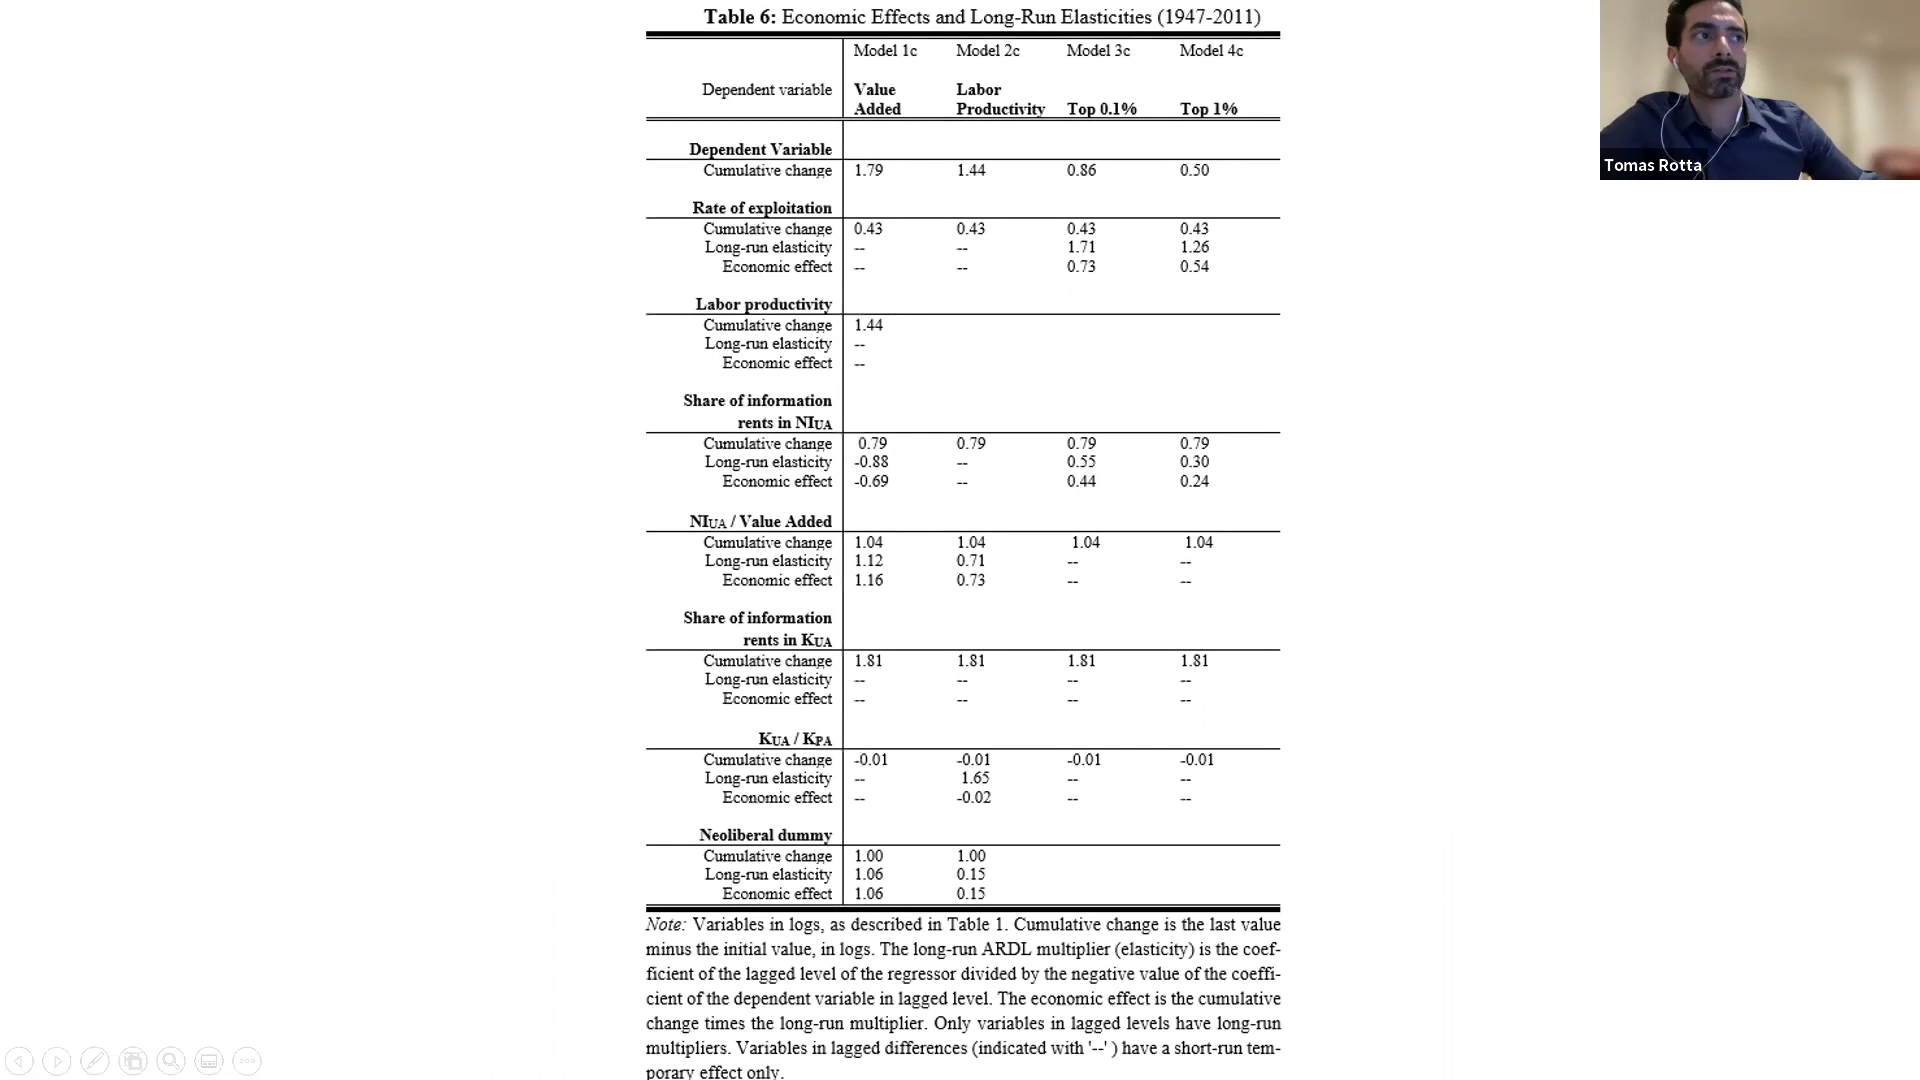 Table 6: Economic Effects and Long-Run Elasticities (1947-2011)
Model 1c Model 2c Model 3c Model 4c
Dependent variable Value Added Labor Productivity Top 0.1% Top 1%
Dependent Variable
Cumulative change 1.79 1.44 0.86 0.50
Rate of exploitation
Cumulative change 0.43 0.43 0.43 0.43
Long-run elasticity -- -- 1.71 1.26
Economic effect -- -- 0.73 0.54
Labor productivity
Cumulative change 1.44
Long-run elasticity --
Economic effect --
Share of information
rents in NIUA
Cumulative change 0.79 0.79 0.79 0.79
Long-run elasticity -0.88 -- 0.55 0.30
Economic effect -0.69 -- 0.44 0.24
NIUA / Value Added
Cumulative change 1.04 1.04 1.04 1.04
Long-run elasticity 1.12 0.71 -- --
Economic effect 1.16 0.73 -- --
Share of information
rents in KUA
Cumulative change 1.81 1.81 1.81 1.81
Long-run elasticity -- -- -- --
Economic effect -- -- -- --
KUA / KPA
Cumulative change -0.01 -0.01 -0.01 -0.01
Long-run elasticity -- 1.65 -- --
Economic effect -- -0.02 -- --
Neoliberal dummy
Cumulative change 1.00 1.00
Long-run elasticity 1.06 0.15
Economic effect 1.06 0.15
Note: Variables in logs, as described in Table 1. Cumulative change is the last value
minus the initial value, in logs. The long-run ARDL multiplier (elasticity) is the coef-
ficient of the lagged level of the regressor divided by the negative value of the coeffi-
cient of the dependent variable in lagged level. The economic effect is the cumulative
change times the long-run multiplier. Only variables in lagged levels have long-run
multipliers. Variables in lagged differences (indicated with '--' ) have a short-run tem-
porary effect only.
Tomas Rotta